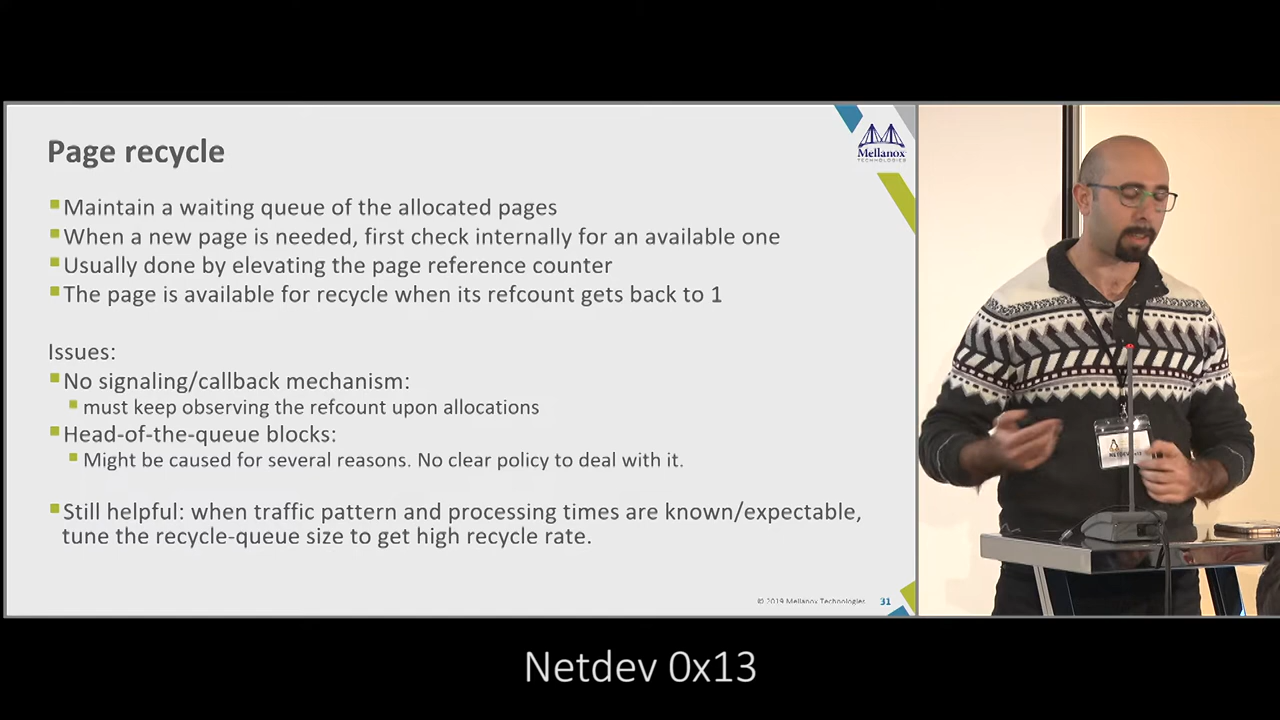 Page recycle
Mellanox
TECHNOLOGIES
Maintain a waiting queue of the allocated pages
When a new page is needed, first check internally for an available one
Usually done by elevating the page reference counter
The page is available for recycle when its refcount gets back to 1
Issues:
No signaling/callback mechanism:
must keep observing the refcount upon allocations
Head-of-the-queue blocks:
Might be caused for several reasons. No clear policy to deal with it.
Still helpful: when traffic pattern and processing times are known/expectable,
tune the recycle-queue size to get high recycle rate.
© 2019 Mellanox Technologies
31
NETDEV 0x13
Netdev 0x13